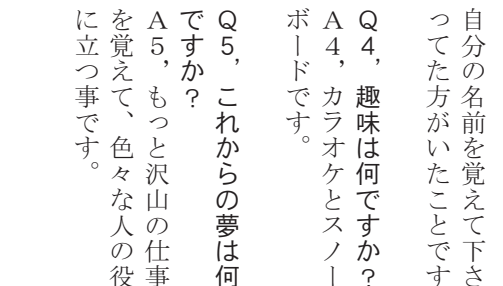 自分の名前を覚えて下さ
ってた方がいたことです
Q4,趣味は何ですか?
A4,カラオケとスノー
ボードです。
Q5,これからの夢は何
ですか?
A5,もっと沢山の仕事
を覚えて、色々な人の役
に立つ事です。